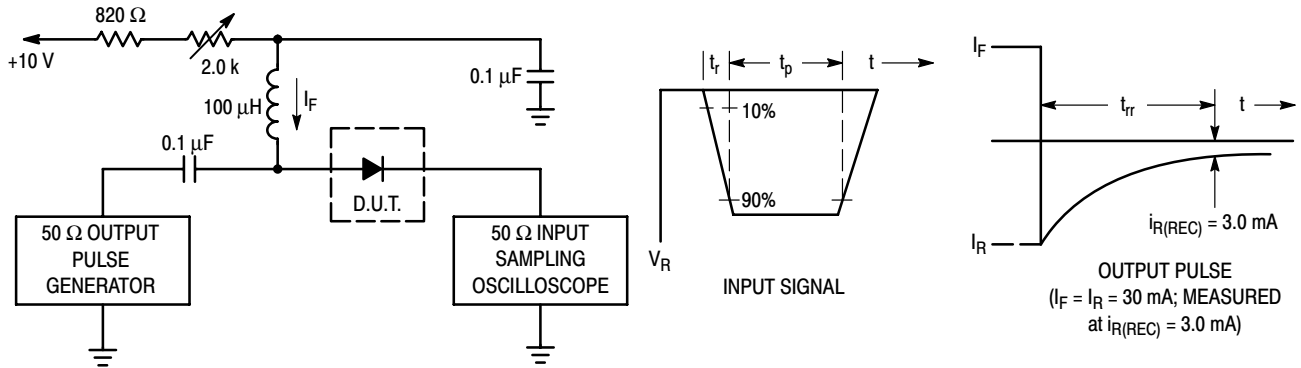 820 Ω
+10 V
2.0 k
100 µH
I_F
0.1 µF
0.1 µF
D.U.T.
50 Ω OUTPUT
PULSE
GENERATOR
50 Ω INPUT
SAMPLING
OSCILLOSCOPE
t_r
t_p
t
10%
90%
V_R
INPUT SIGNAL
I_F
t_rr
t
I_R
i_R(REC) = 3.0 mA
OUTPUT PULSE
(I_F = I_R = 30 mA; MEASURED
at i_R(REC) = 3.0 mA)